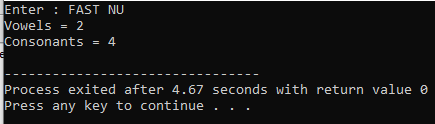 Enter : FAST NU
Vowels = 2
Consonants = 4
--------------------------------
Process exited after 4.67 seconds with return value 0
Press any key to continue . . .